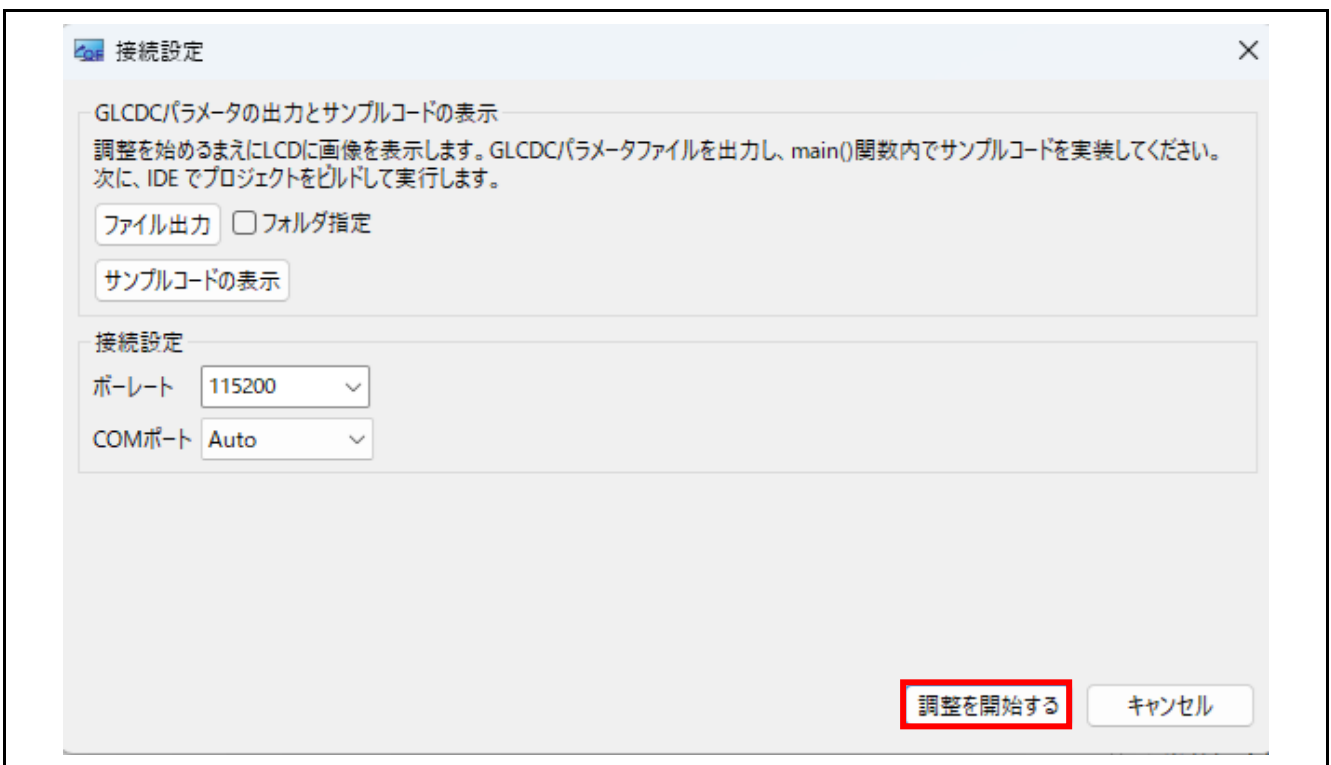 接続設定
GLCDCパラメータの出力とサンプルコードの表示
調整を始めるまえにLCDに画像を表示します。GLCDCパラメータファイルを出力し、main()関数内でサンプルコードを実装してください。
次に、IDE でプロジェクトをビルドして実行します。
ファイル出力 フォルダ指定
サンプルコードの表示
接続設定
ボーレート 115200
COMポート Auto
調整を開始する キャンセル